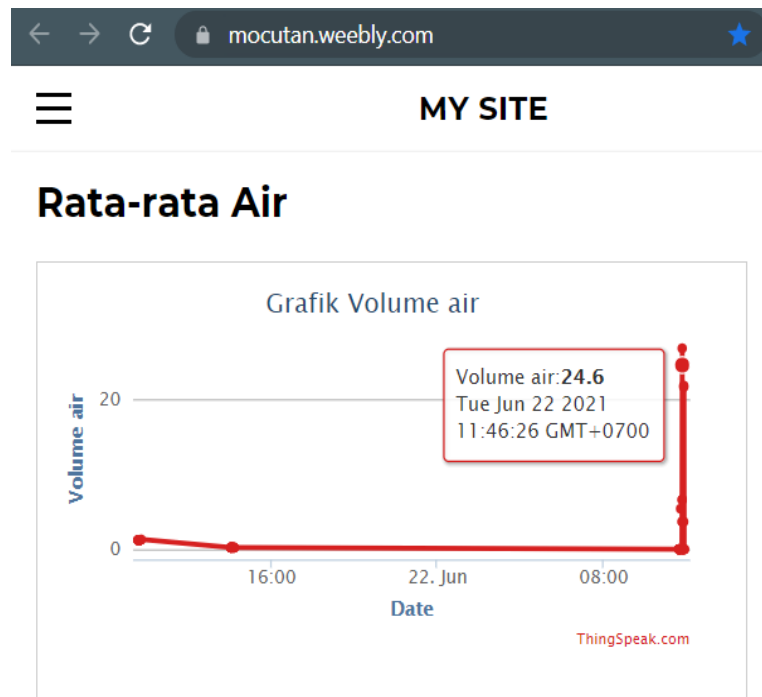 mocutan.weebly.com
MY SITE
Rata-rata Air
Grafik Volume air
Volume air:24.6
Tue Jun 22 2021
11:46:26 GMT+0700
Volume air
20
0
16:00
22. Jun
08:00
Date
ThingSpeak.com